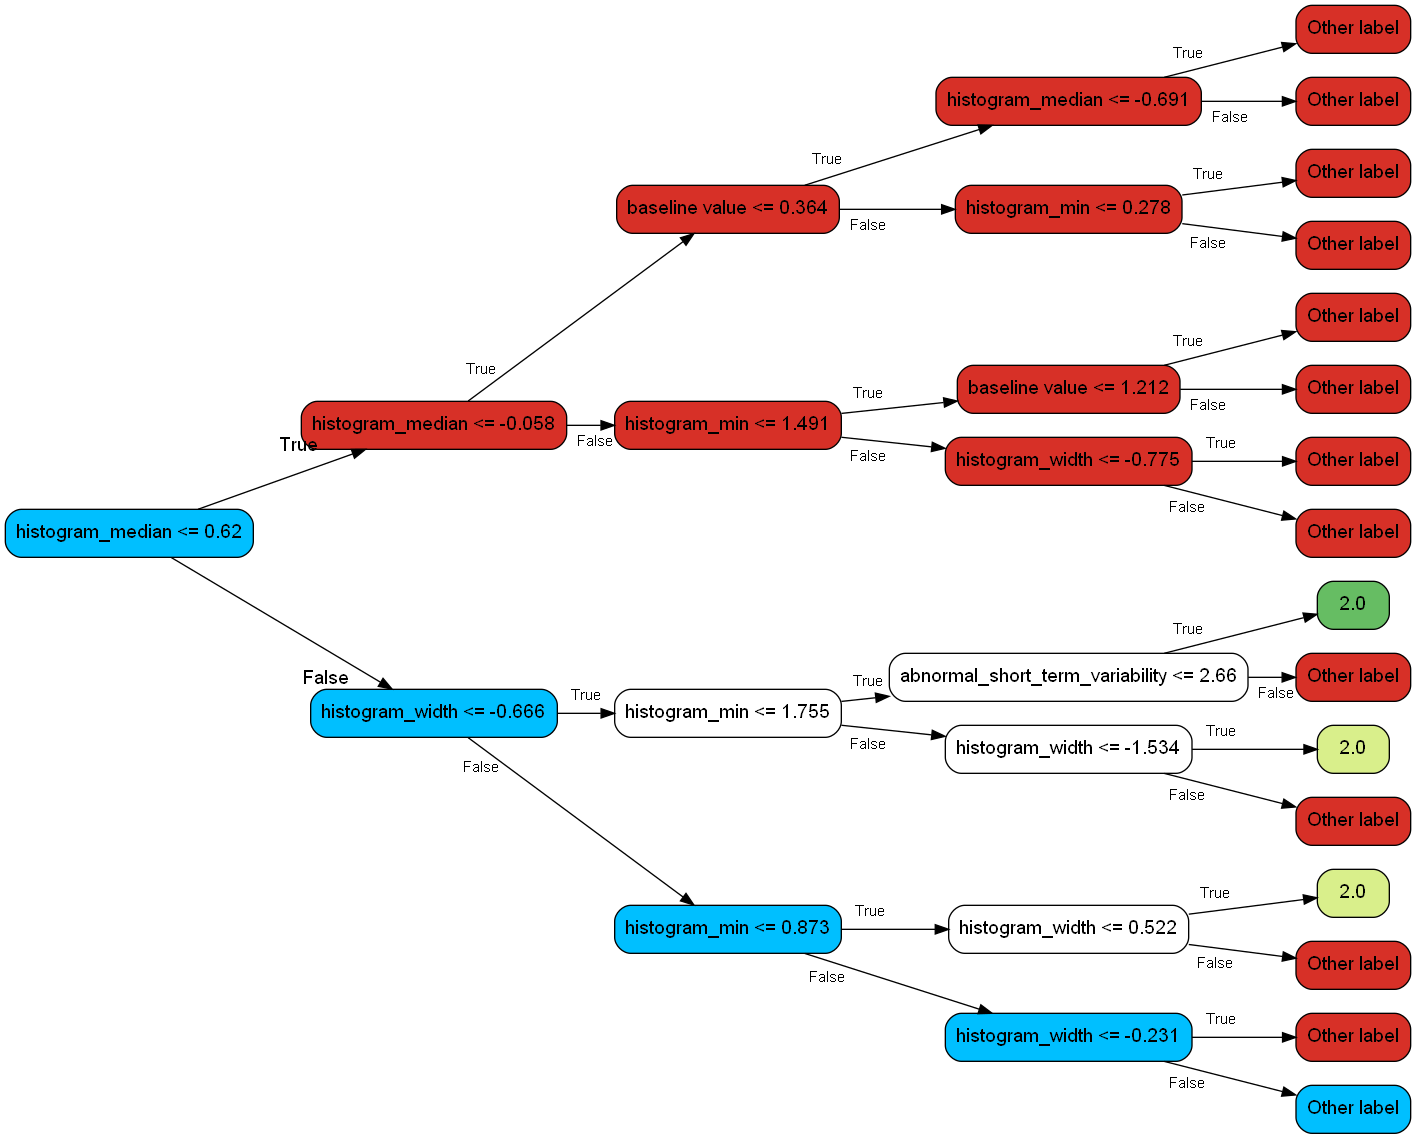 Other label
True
histogram_median <= -0.691
False
Other label
True
baseline value <= 0.364
False
histogram_min <= 0.278
True
Other label
False
Other label
True
histogram_median <= -0.058
False
histogram_min <= 1.491
True
baseline value <= 1.212
True
Other label
False
Other label
False
histogram_width <= -0.775
True
Other label
False
Other label
True
histogram_median <= 0.62
False
histogram_width <= -0.666
True
histogram_min <= 1.755
True
abnormal_short_term_variability <= 2.66
True
2.0
False
Other label
False
histogram_width <= -1.534
True
2.0
False
Other label
False
histogram_min <= 0.873
True
histogram_width <= 0.522
True
2.0
False
Other label
False
histogram_width <= -0.231
True
Other label
False
Other label